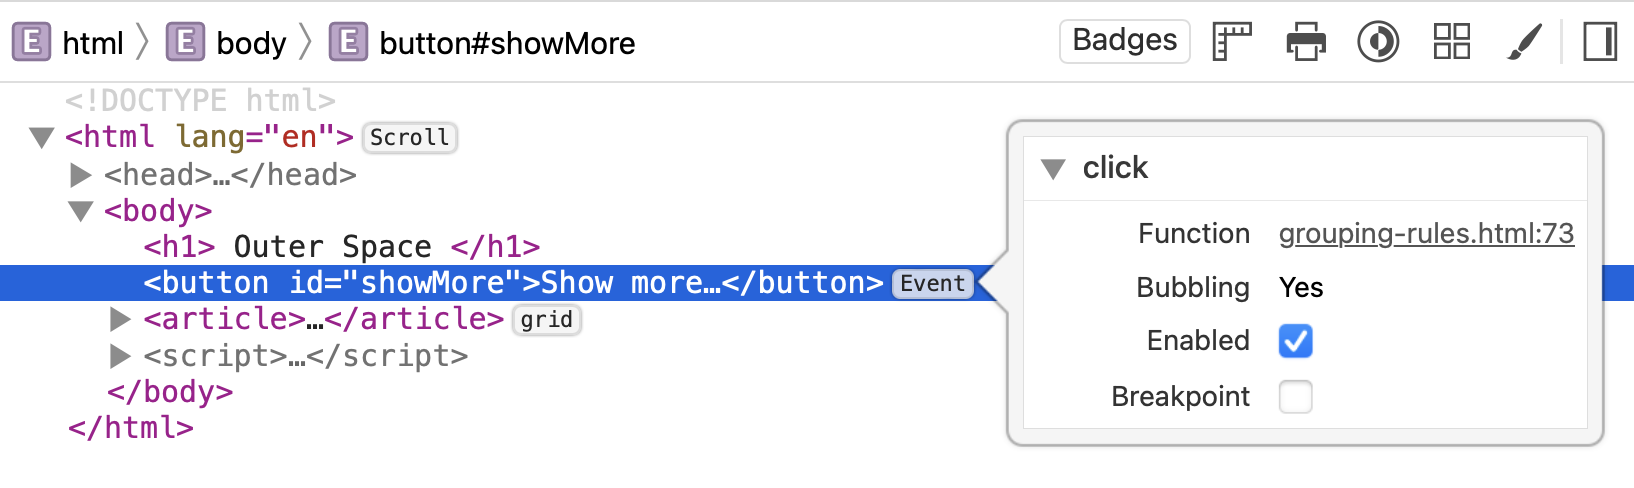 E html E body E button#showMore Badges
<!DOCTYPE html>
<html lang="en"> Scroll
<head>…</head>
<body>
<h1> Outer Space </h1>
<button id="showMore">Show more…</button> Event
<article>…</article> grid
<script>…</script>
</body>
</html>
click
Function grouping-rules.html:73
Bubbling Yes
Enabled
Breakpoint